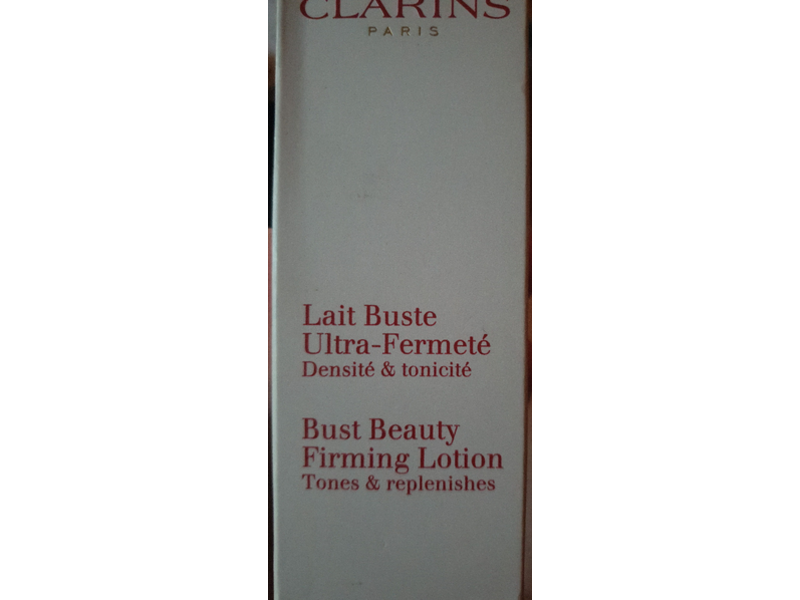 CLARINS
PARIS
Lait Buste
Ultra-Fermeté
Densité & tonicité
Bust Beauty
Firming Lotion
Tones & replenishes